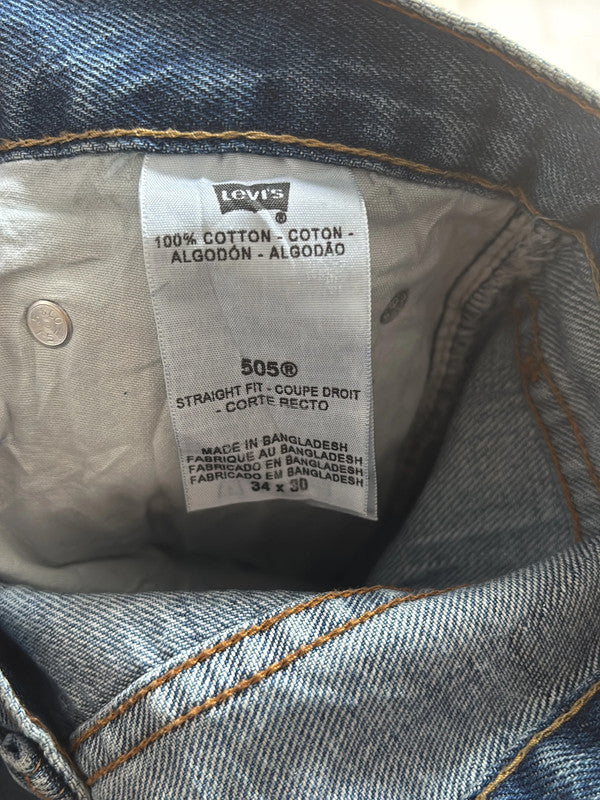 Levi's
®
100% COTTON - COTON -
ALGODÓN - ALGODÃO
505®
STRAIGHT FIT - COUPE DROIT
- CORTE RECTO
MADE IN BANGLADESH
FABRIQUE AU BANGLADESH
FABRICADO EN BANGLADESH
FABRICADO EM BANGLADESH
34 x 30